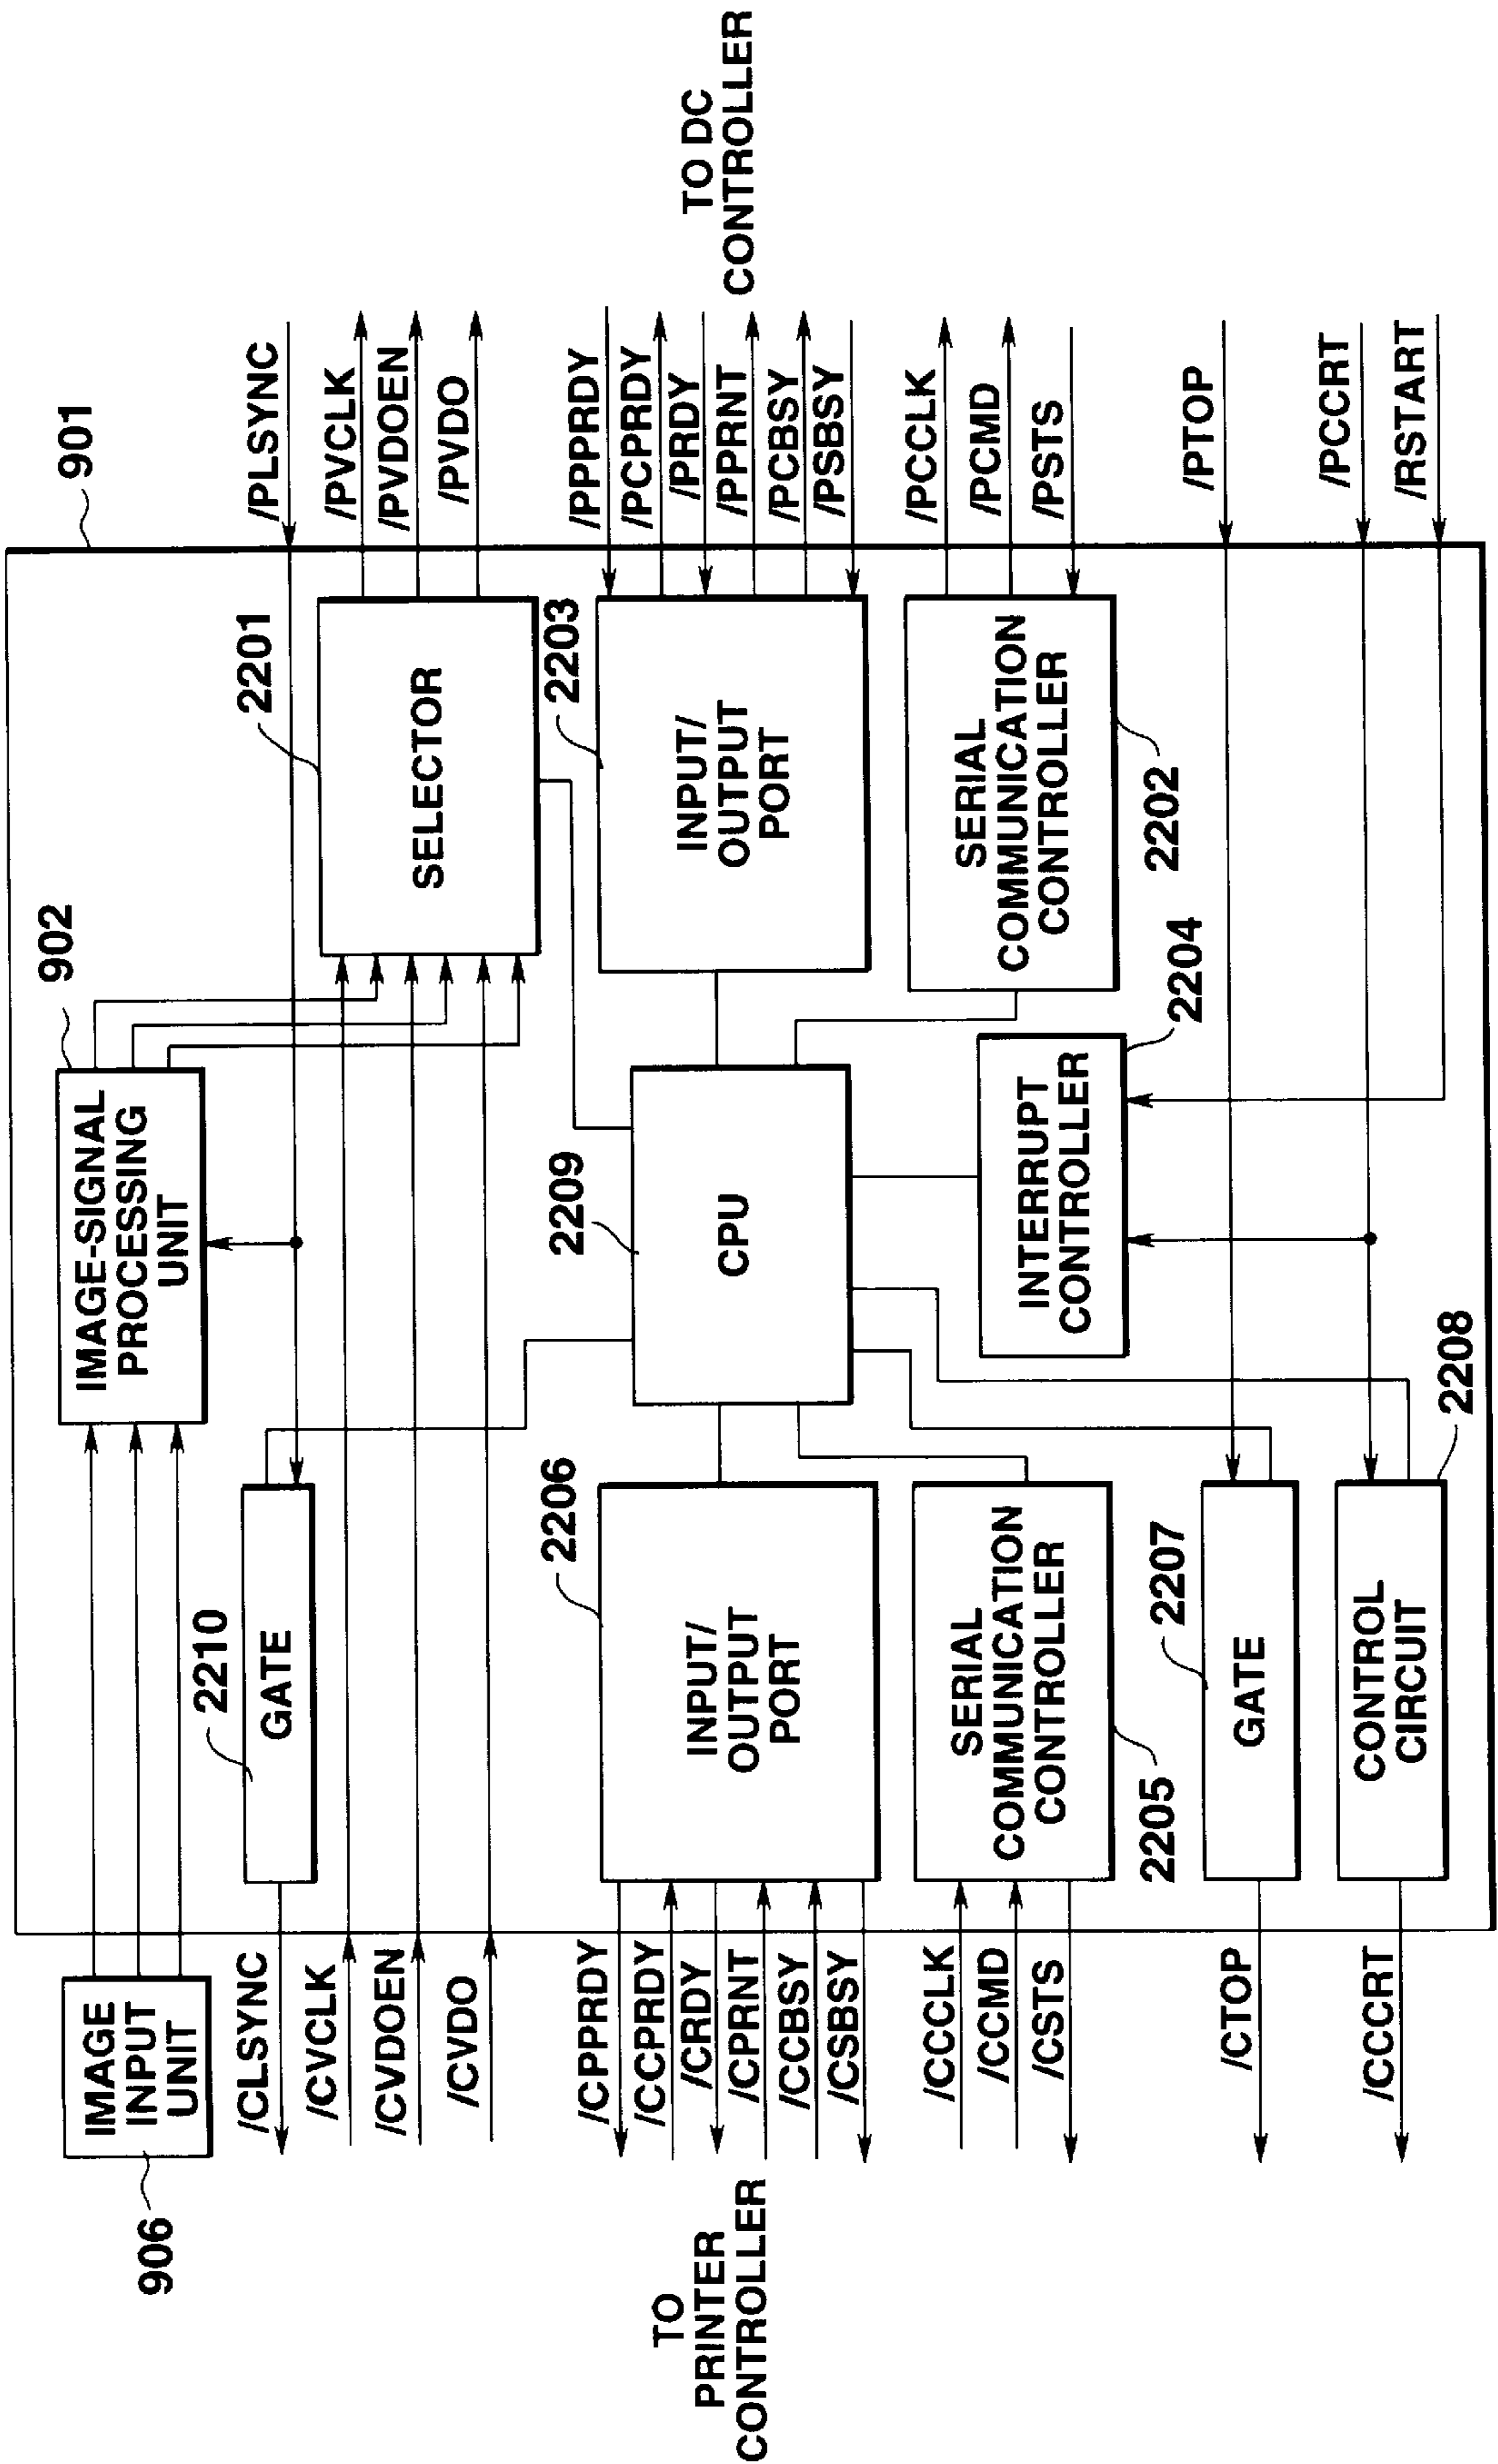 IMAGE
INPUT
UNIT
906
/CLSYNC
/CVCLK
/CVDOEN
/CVDO
/CPPRDY
/CCPRDY
/CRDY
/CPRNT
/CCBSY
/CSBSY
/CCCLK
/CCMD
/CSTS
/CTOP
/CCCRT
TO
PRINTER
CONTROLLER
2210
GATE
2206
INPUT/
OUTPUT
PORT
SERIAL
COMMUNICATION
CONTROLLER
2205
2207
GATE
CONTROL
CIRCUIT
2208
IMAGE-SIGNAL
PROCESSING
UNIT
902
2209
CPU
INTERRUPT
CONTROLLER
2204
2201
SELECTOR
2203
INPUT/
OUTPUT
PORT
SERIAL
COMMUNICATION
CONTROLLER
2202
901
/PLSYNC
/PVCLK
/PVDOEN
/PVDO
/PPPRDY
/PCPRDY
/PRDY
/PPRNT
/PCBSY
/PSBSY
/PCCLK
/PCMD
/PSTS
/PTOP
/PCCRT
/RSTART
TO DC
CONTROLLER